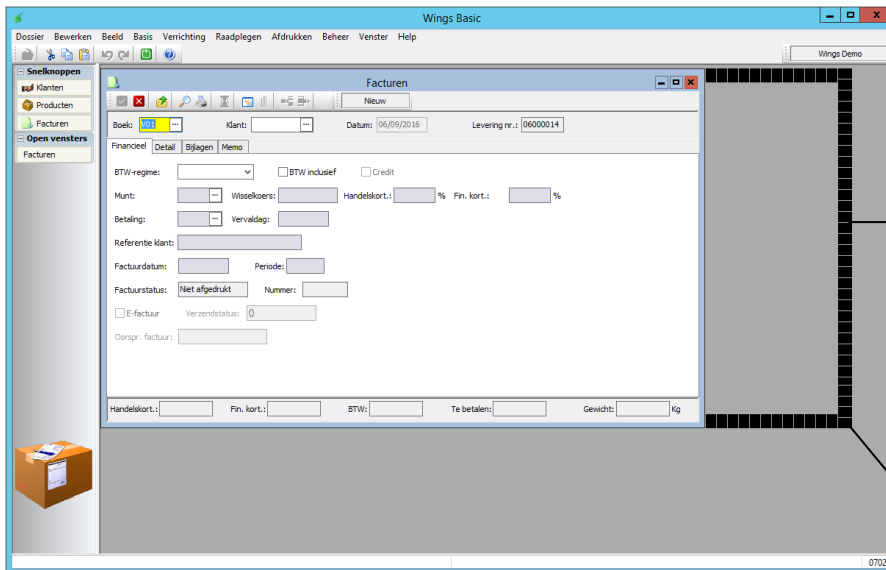 Wings Basic
Dossier Bewerken Beeld Basis Verrichting Raadplegen Afdrukken Beheer Venster Help
Wings Demo
Snelknoppen
Klanten
Producten
Facturen
Open vensters
Facturen
Facturen
Nieuw
Boek: V01 ... Klant: ... Datum: 06/09/2016 Levering nr.: 06000014
Financieel Detail Bijlagen Memo
BTW-regime: BTW inclusief Credit
Munt: ... Wisselkoers: Handelskort.: % Fin. kort.: %
Betaling: ... Vervaldag:
Referentie klant:
Factuurdatum: Periode:
Factuurstatus: Niet afgedrukt Nummer:
E-factuur Verzendstatus: 0
Oorspr. factuur:
Handelskort.: Fin. kort.: BTW: Te betalen: Gewicht: Kg
0702